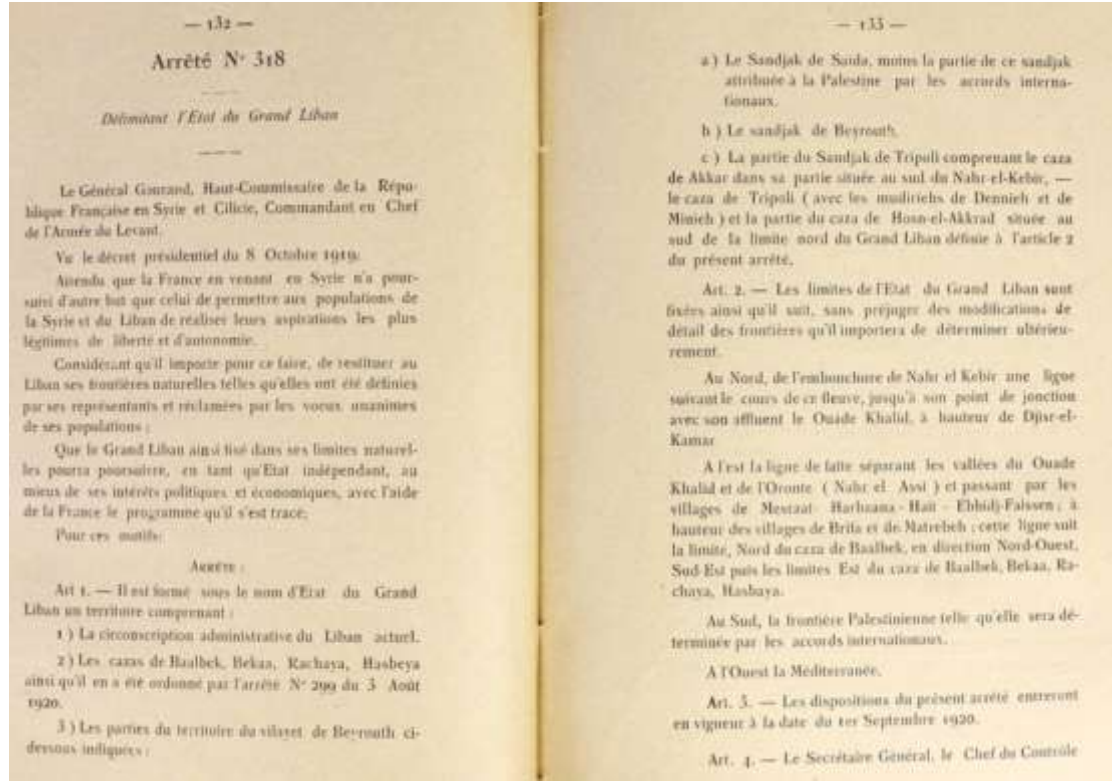 — 132 —
Arrêté N° 318
Délimitant l'Etat du Grand Liban
Le Général Gouraud, Haut-Commissaire de la Répu-
blique Française en Syrie et Cilicie, Commandant en Chef
de l'Armée du Levant.
Vu le décret présidentiel du 8 Octobre 1919;
Attendu que la France en venant en Syrie n'a pour-
suivi d'autre but que celui de permettre aux populations de
la Syrie et du Liban de réaliser leurs aspirations les plus
légitimes de liberté et d'autonomie.
Considérant qu'il importe pour ce faire, de restituer au
Liban ses frontières naturelles telles qu'elles ont été définies
par ses représentants et réclamées par les voeux unanimes
de ses populations ;
Que le Grand Liban ainsi fixé dans ses limites naturel-
les pourra poursuivre, en tant qu'Etat indépendant, au
mieux de ses intérêts politiques et économiques, avec l'aide
de la France le programme qu'il s'est tracé;
Pour ces motifs:
ARRÊTE :
Art 1. — Il est formé sous le nom d'Etat du Grand
Liban un territoire comprenant :
1 ) La circonscription administrative du Liban actuel.
2 ) Les cazas de Baalbek, Bekaa, Rachaya, Hasbeya
ainsi qu'il en a été ordonné par l'arrêté N° 299 du 3 Août
1920.
3 ) Les parties du territoire du vilayet de Beyrouth ci-
dessous indiquées :
— 133 —
a ) Le Sandjak de Saida, moins la partie de ce sandjak
attribuée à la Palestine par les accords interna-
tionaux.
b ) Le sandjak de Beyrouth.
c ) La partie du Sandjak de Tripoli comprenant le caza
de Akkar dans sa partie située au sud du Nahr-el-Kebir, —
le caza de Tripoli ( avec les mudiriehs de Dennieh et de
Minieh ) et la partie du caza de Hosn-el-Akkrad située au
sud de la limite nord du Grand Liban définie à l'article 2
du présent arrêté.
Art. 2. — Les limites de l'Etat du Grand Liban sont
fixées ainsi qu'il suit, sans préjuger des modifications de
détail des frontières qu'il importera de déterminer ultérieu-
rement.
Au Nord, de l'embouchure de Nahr el Kebir une ligne
suivant le cours de ce fleuve, jusqu'à son point de jonction
avec son affluent le Ouade Khalid, à hauteur de Djisr-el-
Kamar
A l'est la ligne de faite séparant les vallées du Ouade
Khalid et de l'Oronte ( Nahr el Assi ) et passant par les
villages de Mesraat - Harbaana - Hait - Ebhidj-Faissen ; à
hauteur des villages de Brifa et de Matrebeh ; cette ligne suit
la limite, Nord du caza de Baalbek, en direction Nord-Ouest,
Sud-Est puis les limites Est du caza de Baalbek, Bekaa, Ra-
chaya, Hasbaya.
Au Sud, la frontière Palestinienne telle qu'elle sera dé-
terminée par les accords internationaux.
A l'Ouest la Méditerranée.
Art. 3. — Les dispositions du présent arrêté entreront
en vigueur à la date du 1er Septembre 1920.
Art. 4. — Le Secrétaire Général, le Chef du Contrôle